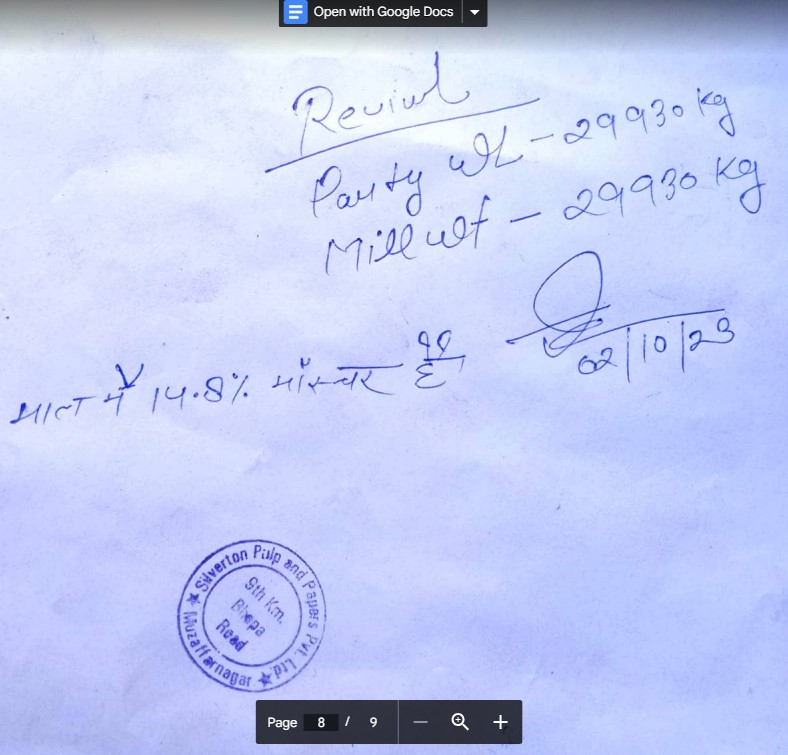 Open with Google Docs
Revivd
Party wt - 29930 kg
Mill wt - 29930 kg
02/10/23
माल में 14.8% मॉस्चर है
Silverton Pulp and Papers Pvt. Ltd
Muzaffarnagar
9th Km.
Bhopa
Road
Page 8 / 9